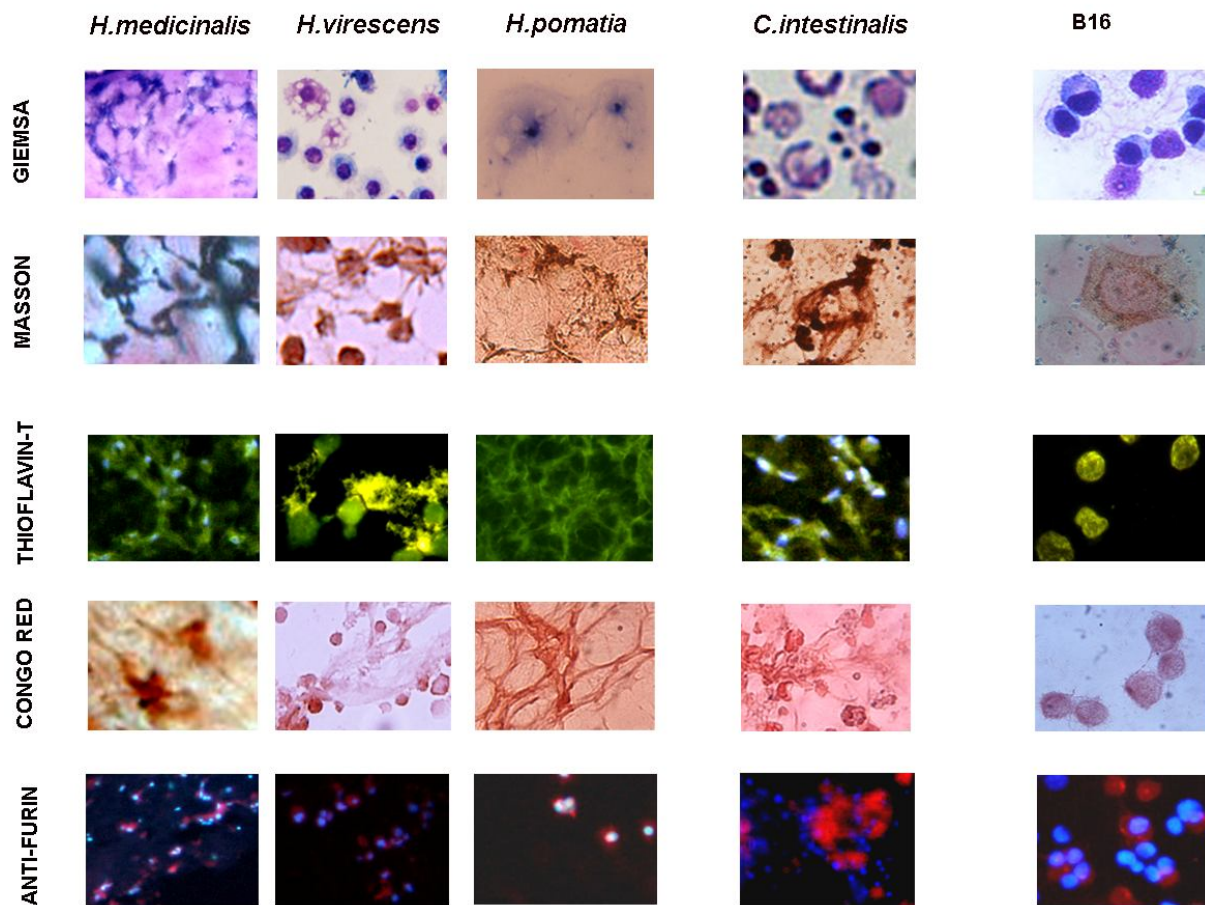 H.medicinalis H.virescens H.pomatia C.intestinalis B16
GIEMSA
MASSON
THIOFLAVIN-T
CONGO RED
ANTI-FURIN